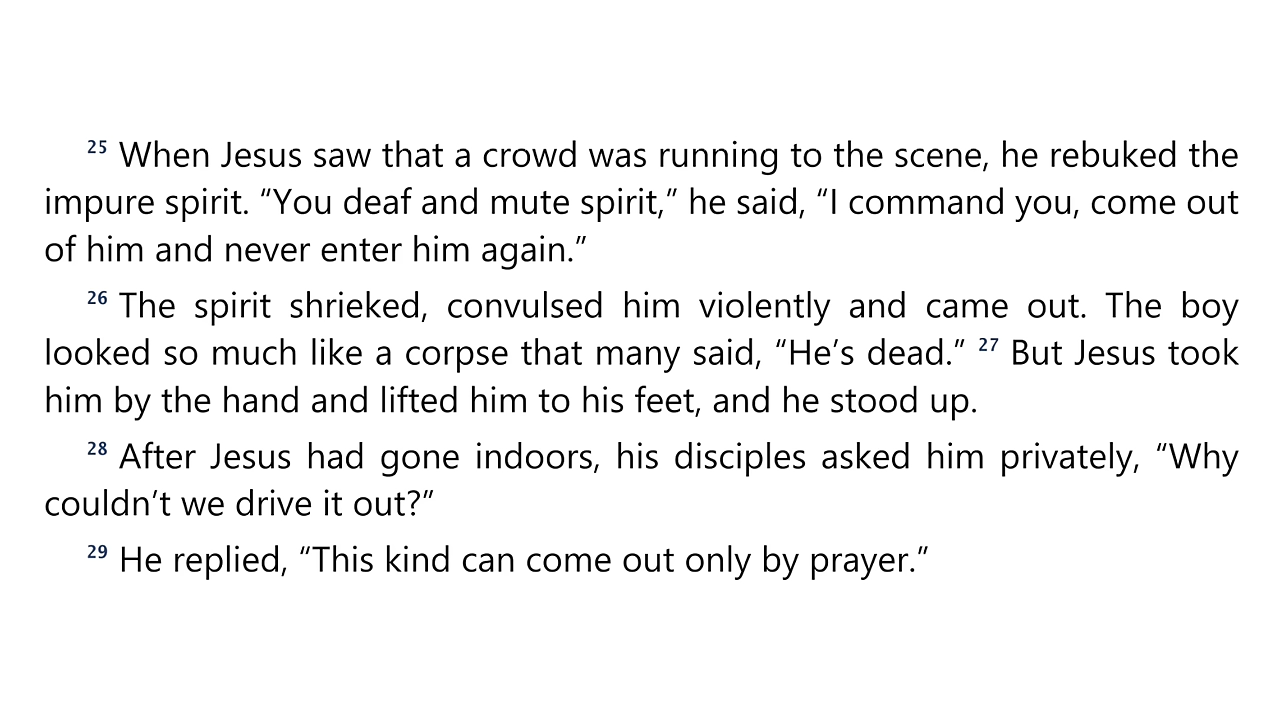 25 When Jesus saw that a crowd was running to the scene, he rebuked the
impure spirit. “You deaf and mute spirit,” he said, “I command you, come out
of him and never enter him again.”
26 The spirit shrieked, convulsed him violently and came out. The boy
looked so much like a corpse that many said, “He’s dead.” 27 But Jesus took
him by the hand and lifted him to his feet, and he stood up.
28 After Jesus had gone indoors, his disciples asked him privately, “Why
couldn’t we drive it out?”
29 He replied, “This kind can come out only by prayer.”